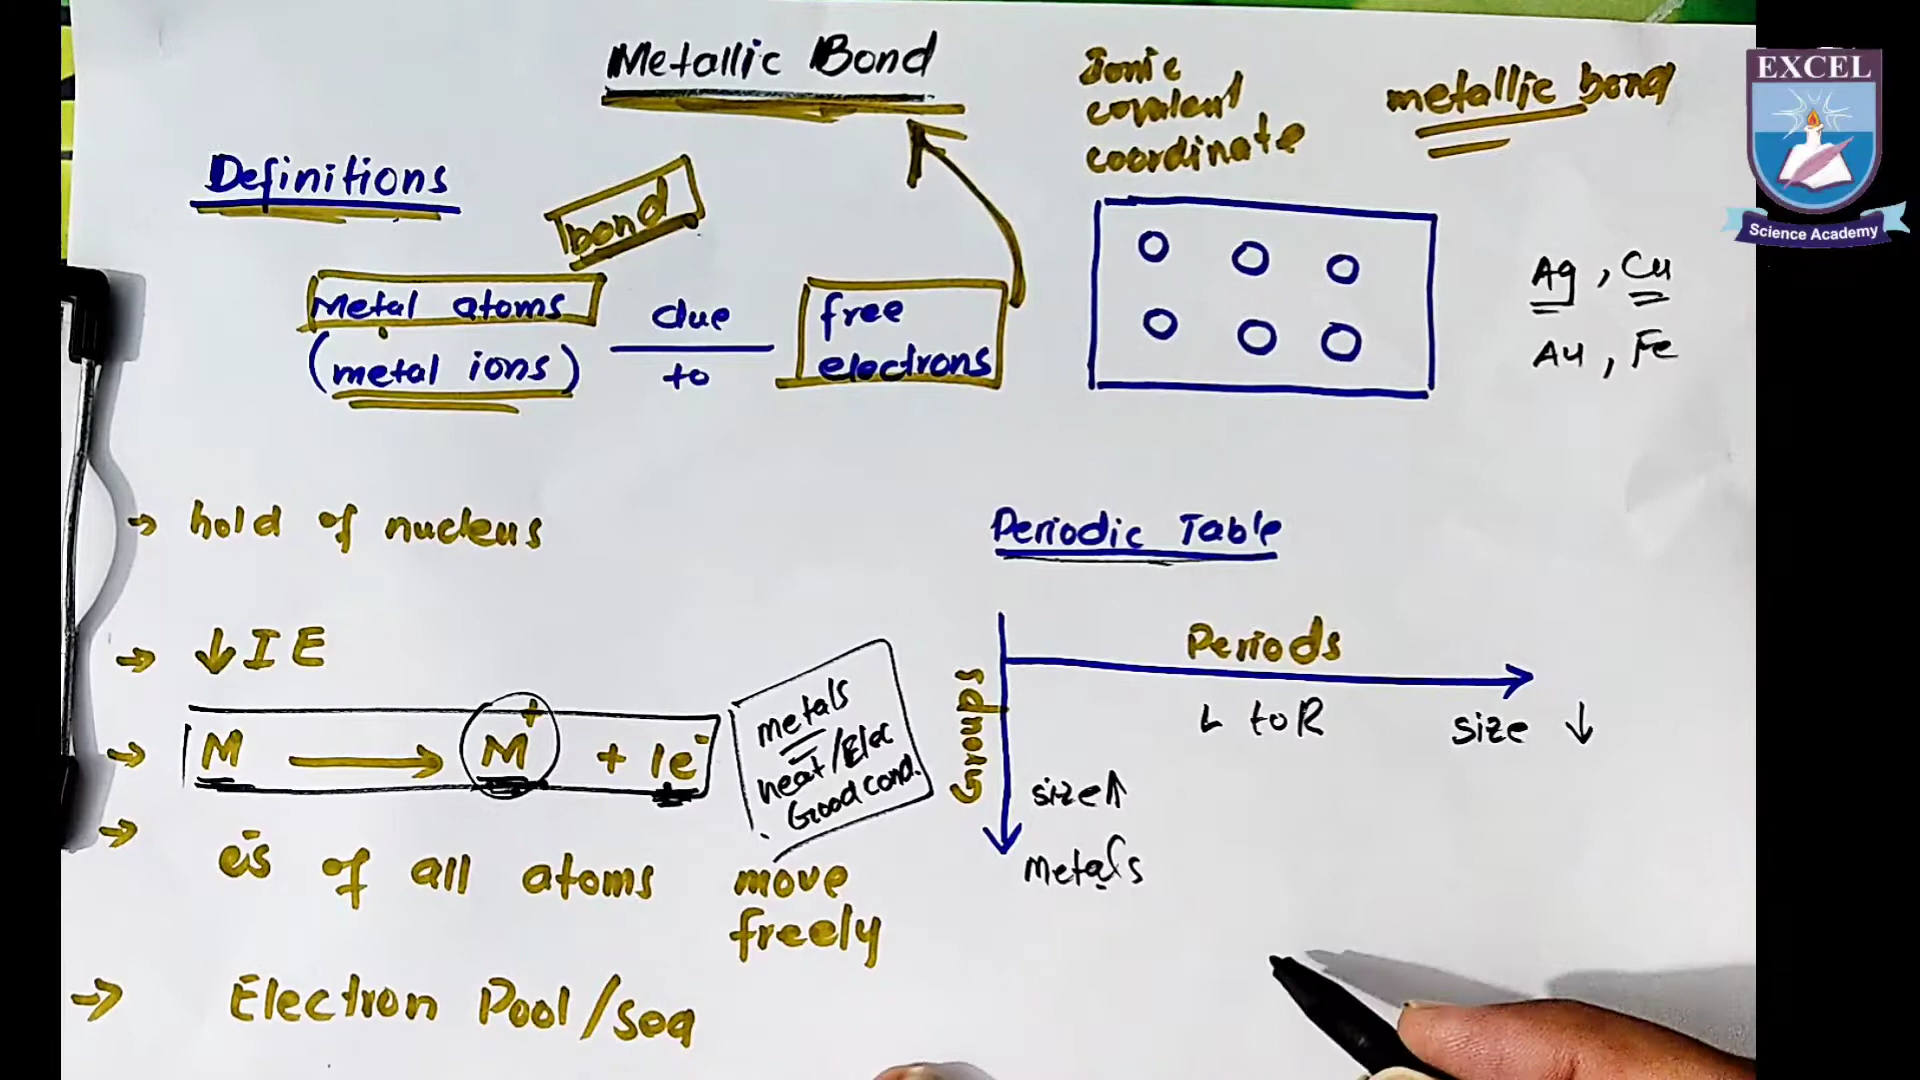 Metallic Bond
Ionic
covalent
coordinate
metallic bond
EXCEL
Science Academy
Definitions
bond
Metal atoms
(metal ions)
due
to
free
electrons
Ag, Cu
Au, Fe
→ hold of nucleus
→ ↓IE
→ M → M+ + 1e-
→ e-s of all atoms move
freely
metals
heat/Elec
Good cond.
→ Electron Pool/sea
Periodic Table
Periods
L to R
size ↓
Groups
size↑
Metals